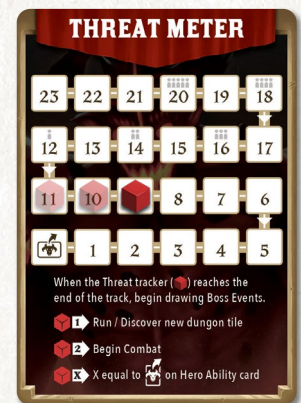 THREAT METER
23 22 21 20 19 18
12 13 14 15 16 17
11 10 8 7 6
1 2 3 4 5
When the Threat tracker ( ) reaches the
end of the track, begin drawing Boss Events.
1 Run / Discover new dungon tile
2 Begin Combat
X X equal to on Hero Ability card